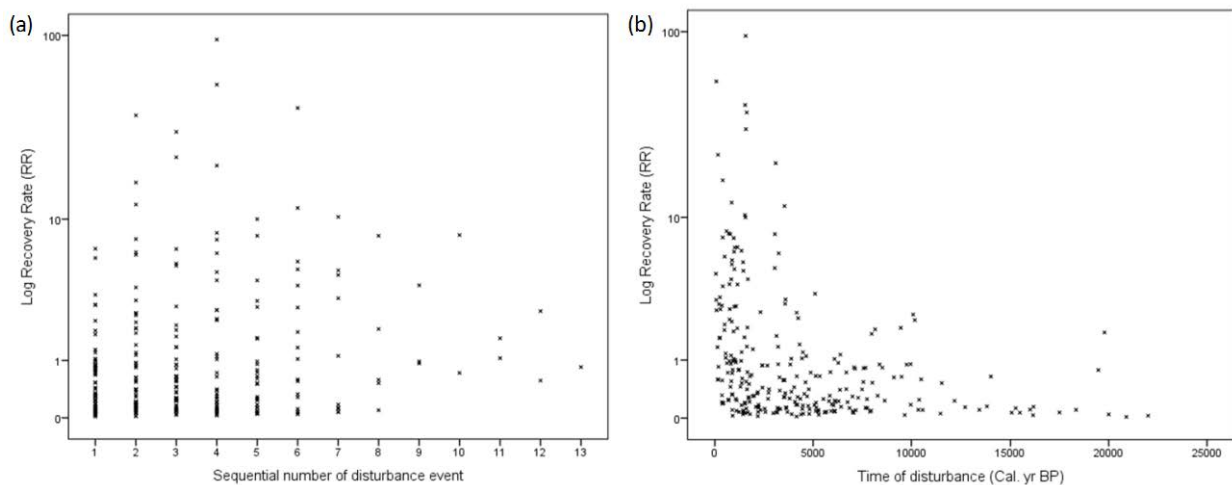 (a)
100
10
1
0
Log Recovery Rate (RR)
1 2 3 4 5 6 7 8 9 10 11 12 13
Sequential number of disturbance event
(b)
100
10
1
0
Log Recovery Rate (RR)
0 5000 10000 15000 20000 25000
Time of disturbance (Cal. yr BP)